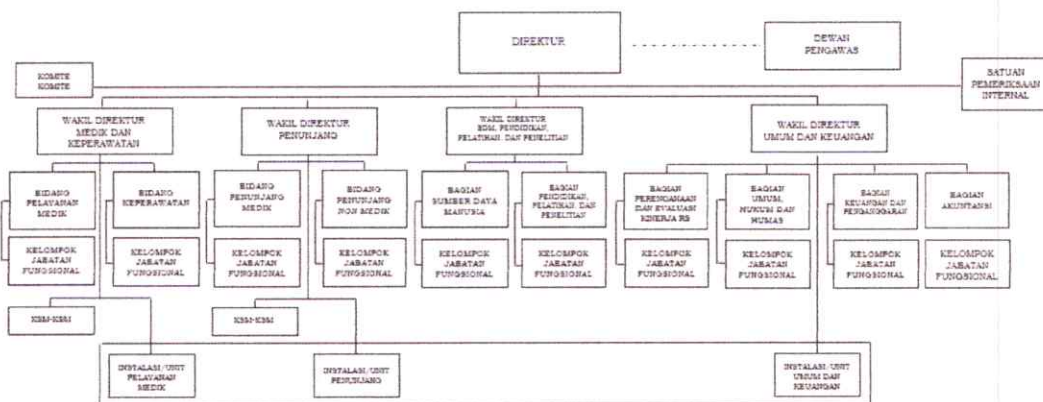 DIREKTUR
DEWAN
PENGAWAS
KOMITE
KOMITE
SATUAN
PEMERIKSAAN
INTERNAL
WAKIL DIREKTUR
MEDIK DAN
KEPERAWATAN
WAKIL DIREKTUR
PENUNJANG
WAKIL DIREKTUR
SDM, PENDIDIKAN,
PELATIHAN, DAN PENELITIAN
WAKIL DIREKTUR
UMUM DAN KEUANGAN
BIDANG
PELAYANAN
MEDIK
BIDANG
KEPERAWATAN
BIDANG
PENUNJANG
MEDIK
BIDANG
PENUNJANG
NON MEDIK
BAGIAN
SUMBER DAYA
MANUSIA
BAGIAN
PENDIDIKAN,
PELATIHAN, DAN
PENELITIAN
BAGIAN
PERENCANAAN
DAN EVALUASI
KINERJA RS
BAGIAN
UMUM,
HUKUM DAN
HUMAS
BAGIAN
KEUANGAN DAN
PENGANGGARAN
BAGIAN
AKUNTANSI
KELOMPOK
JABATAN
FUNGSIONAL
KELOMPOK
JABATAN
FUNGSIONAL
KELOMPOK
JABATAN
FUNGSIONAL
KELOMPOK
JABATAN
FUNGSIONAL
KELOMPOK
JABATAN
FUNGSIONAL
KELOMPOK
JABATAN
FUNGSIONAL
KELOMPOK
JABATAN
FUNGSIONAL
KELOMPOK
JABATAN
FUNGSIONAL
KELOMPOK
JABATAN
FUNGSIONAL
KELOMPOK
JABATAN
FUNGSIONAL
KSM-KSM
KSM-KSM
INSTALASI/UNIT
PELAYANAN
MEDIK
INSTALASI/UNIT
PENUNJANG
INSTALASI/UNIT
UMUM DAN
KEUANGAN